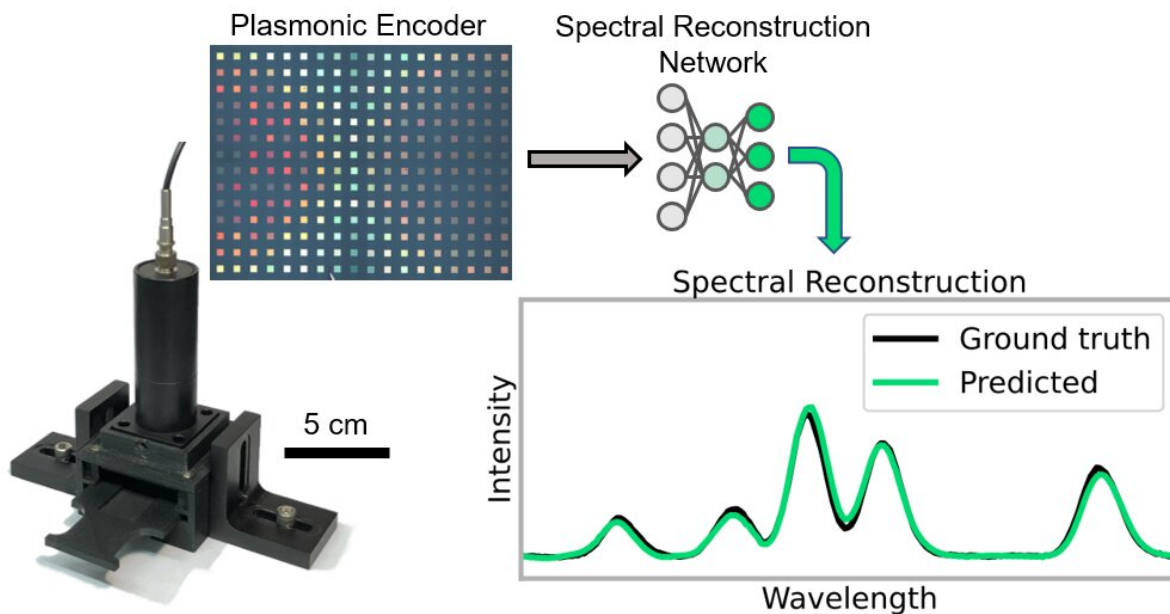 Plasmonic Encoder
Spectral Reconstruction
Network
5 cm
Spectral Reconstruction
Ground truth
Predicted
Intensity
Wavelength